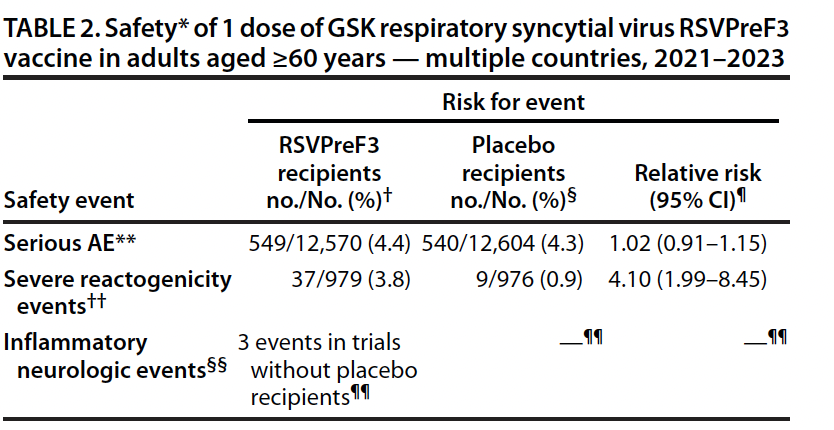 TABLE 2. Safety* of 1 dose of GSK respiratory syncytial virus RSVPreF3
vaccine in adults aged ≥60 years — multiple countries, 2021–2023
Risk for event
Safety event
RSVPreF3
recipients
no./No. (%)†
Placebo
recipients
no./No. (%)§
Relative risk
(95% CI)¶
Serious AE** 549/12,570 (4.4) 540/12,604 (4.3) 1.02 (0.91–1.15)
Severe reactogenicity 37/979 (3.8) 9/976 (0.9) 4.10 (1.99–8.45)
events††
Inflammatory
neurologic events§§
3 events in trials
without placebo
recipients¶¶
—¶¶
—¶¶